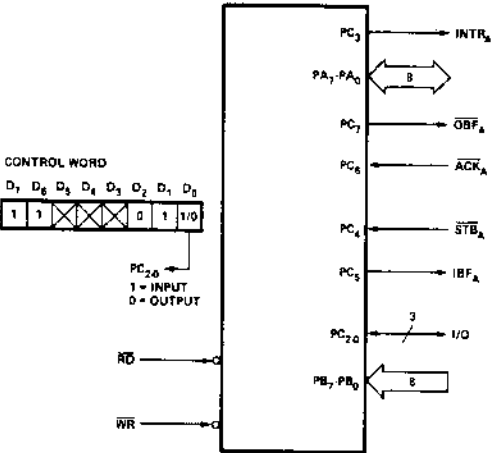 PC3 INTRA
PA7-PA0 8
PC7 OBFA
CONTROL WORD
PC6 ACKA
D7 D6 D5 D4 D3 D2 D1 D0
1 1 0 1 1/0
PC4 STBA
PC5 IBFA
PC2-0
1 = INPUT
0 = OUTPUT
PC2-0 3 I/O
RD
PB7-PB0 8
WR